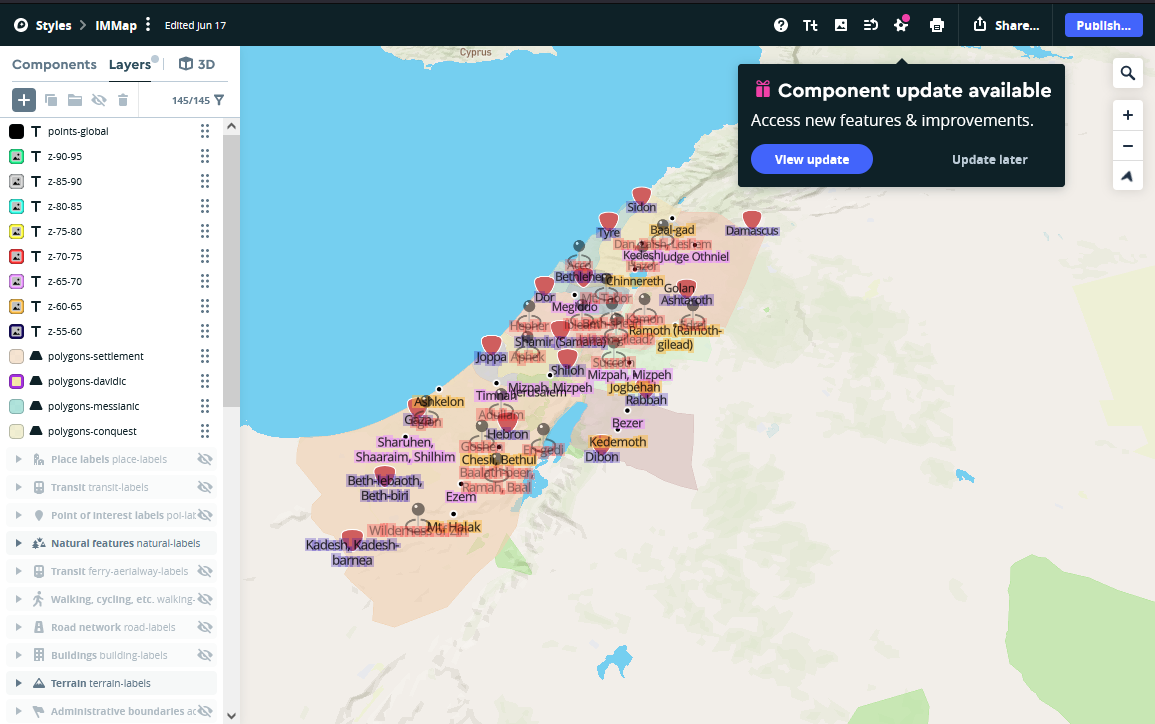 Styles
IMMap
Edited Jun 17
Tt
Share...
Publish...
Components
Layers
3D
145/145
points-global
z-90-95
z-85-90
z-80-85
z-75-80
z-70-75
z-65-70
z-60-65
z-55-60
polygons-settlement
polygons-davidic
polygons-messianic
polygons-conquest
Place labels place-labels
Transit transit-labels
Point of interest labels poi-lab
Natural features natural-labels
Transit ferry-aerialway-labels
Walking, cycling, etc. walking-
Road network road-labels
Buildings building-labels
Terrain terrain-labels
Administrative boundaries ad
Component update available
Access new features & improvements.
View update
Update later
Cyprus
Sidon
Tyre
Baal-gad
Damascus
Dan, Laish, Leshem
Kedesh
Judge Othniel
Hazor
Acco
Bethlehem
Chinnereth
Golan
Ashtaroth
Dor
Mt. Tabor
Megiddo
Hepher
Ibleam
Beth-shean
Kamon
Ramoth (Ramoth-
gilead)
Shamir, (Samaria)
Joppa
Aphek
Succoth
Shiloh
Mizpah, Mizpeh
Mizpah, Mizpeh
Jogbehah
Timnah
Jerusalem
Rabbah
Ashkelon
Gaza
Eglon
Adullam
Bezer
Hebron
Sharuhen,
Shaaraim, Shilhim
Goshen
En-gedi
Kedemoth
Dibon
Chesil, Bethul
Baalath-beer,
Ramah, Baal
Beth-lebaoth,
Beth-biri
Ezem
Wilderness of Zin
Mt. Halak
Kadesh, Kadesh-
barnea